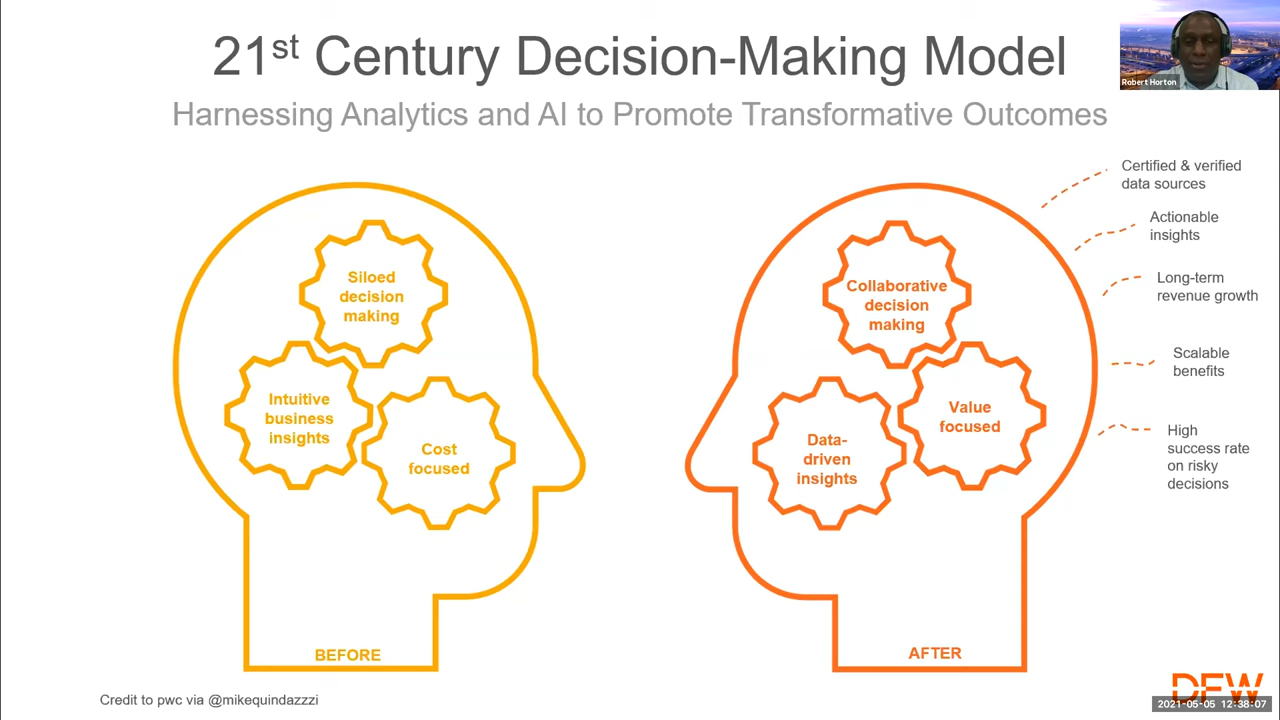 21st Century Decision-Making Model
Harnessing Analytics and AI to Promote Transformative Outcomes
Robert Horton
Siloed
decision
making
Intuitive
business
insights
Cost
focused
BEFORE
Collaborative
decision
making
Data-
driven
insights
Value
focused
AFTER
Certified & verified
data sources
Actionable
insights
Long-term
revenue growth
Scalable
benefits
High
success rate
on risky
decisions
Credit to pwc via @mikequindazzzi
DFW
2021-05-05 12:38:07